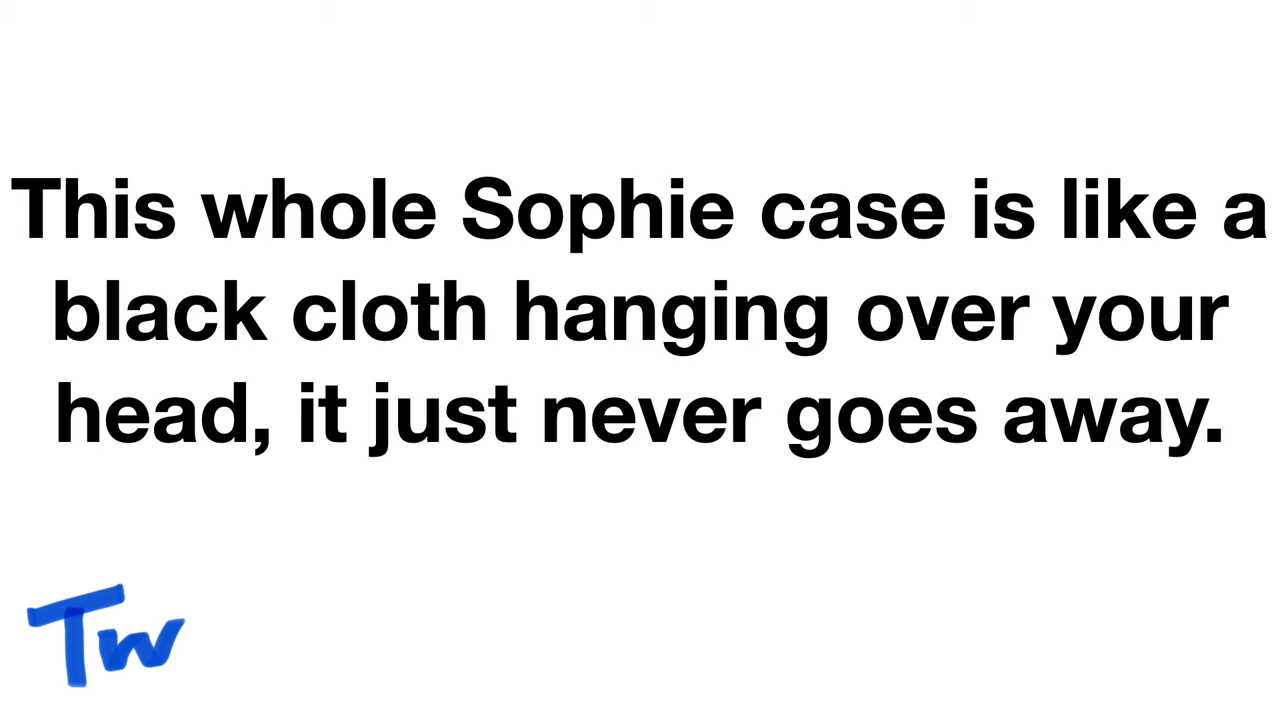 This whole Sophie case is like a
black cloth hanging over your
head, it just never goes away.
Tw